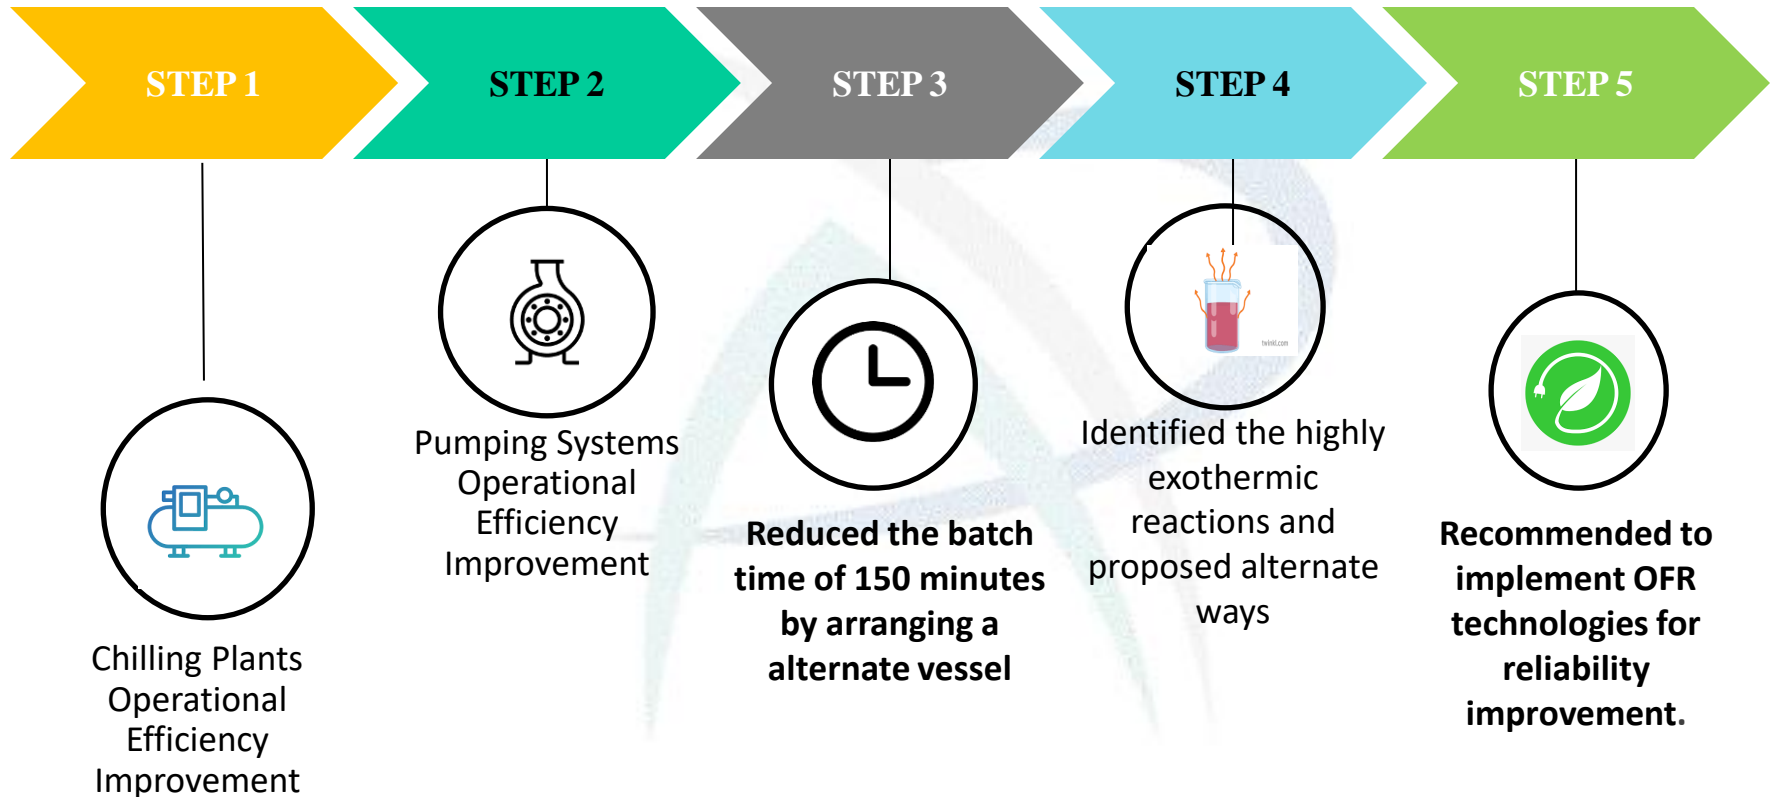 STEP 1
STEP 2
STEP 3
STEP 4
STEP 5
Chilling Plants
Operational
Efficiency
Improvement
Pumping Systems
Operational
Efficiency
Improvement
Reduced the batch
time of 150 minutes
by arranging a
alternate vessel
twinkl.com
Identified the highly
exothermic
reactions and
proposed alternate
ways
Recommended to
implement OFR
technologies for
reliability
improvement.